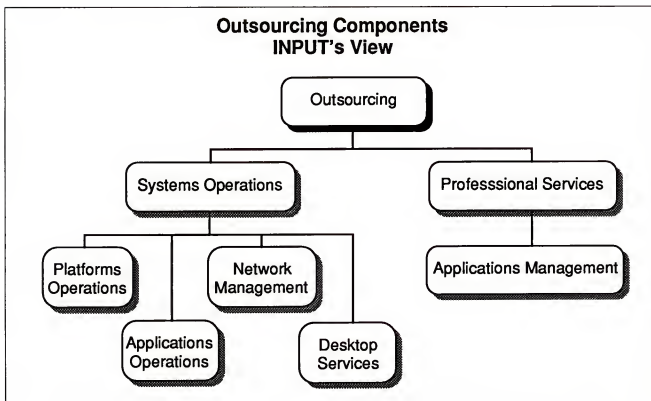 Outsourcing Components
INPUT's View
Outsourcing
Systems Operations
Professsional Services
Platforms
Operations
Network
Management
Applications Management
Applications
Operations
Desktop
Services